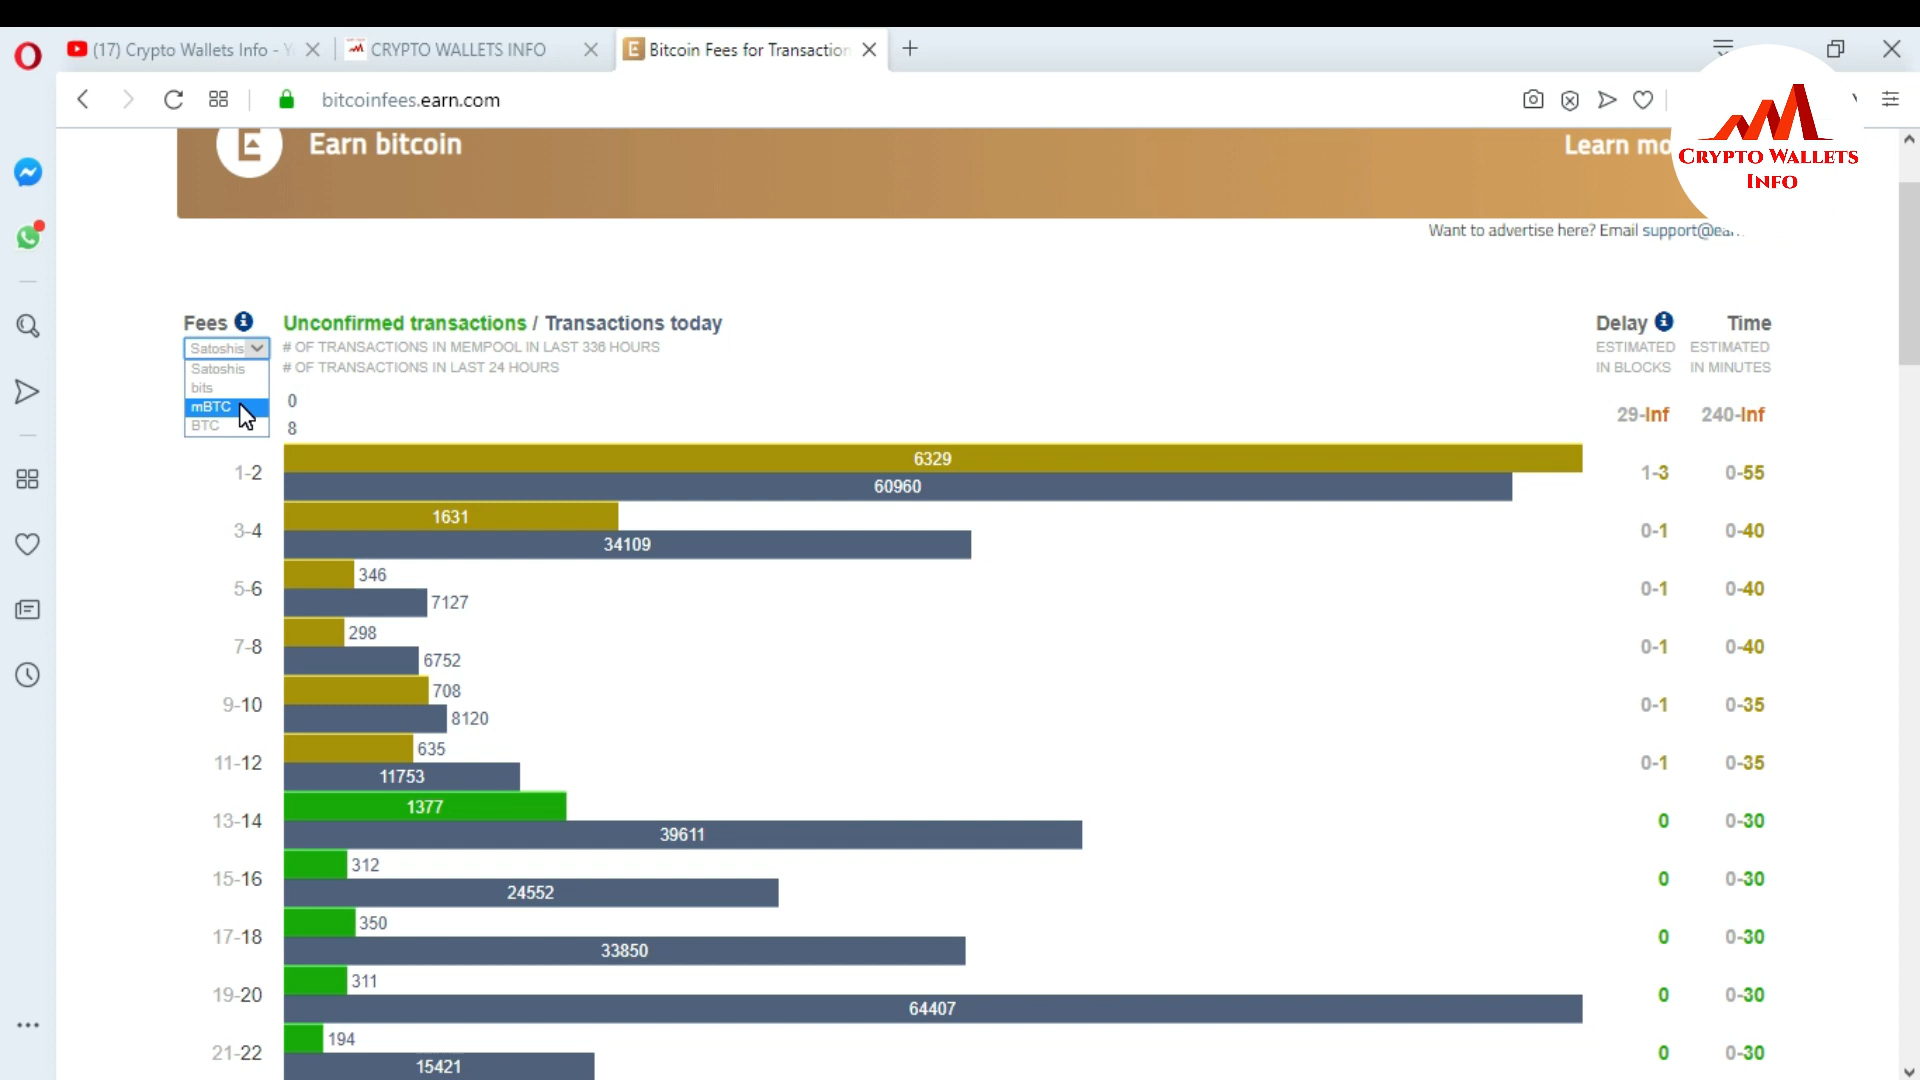 (17) Crypto Wallets Info - Y
CRYPTO WALLETS INFO
Bitcoin Fees for Transaction
bitcoinfees.earn.com
Earn bitcoin
Learn mo
CRYPTO WALLETS
INFO
Want to advertise here? Email support@ear
Fees
Unconfirmed transactions / Transactions today
Delay
Time
Satoshis
# OF TRANSACTIONS IN MEMPOOL IN LAST 336 HOURS
ESTIMATED
ESTIMATED
Satoshis
# OF TRANSACTIONS IN LAST 24 HOURS
IN BLOCKS
IN MINUTES
bits
mBTC
BTC
0
8
29-Inf
240-Inf
1-2
6329
60960
1-3
0-55
3-4
1631
34109
0-1
0-40
5-6
346
7127
0-1
0-40
7-8
298
6752
0-1
0-40
9-10
708
8120
0-1
0-35
11-12
635
11753
0-1
0-35
13-14
1377
39611
0
0-30
15-16
312
24552
0
0-30
17-18
350
33850
0
0-30
19-20
311
64407
0
0-30
21-22
194
15421
0
0-30